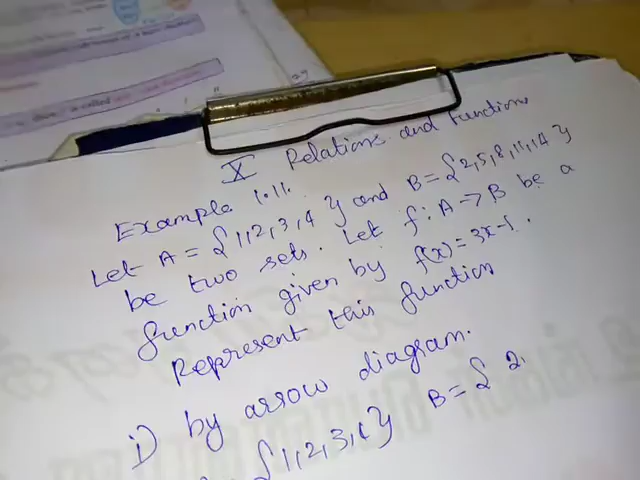 X Relations and Functions
Example 1.11.
Let A = {1,2,3,4} and B = {2,5,8,11,14}
be two sets. Let f: A → B be a
function given by f(x) = 3x-1.
Represent this function
i) by arrow diagram.
{1,2,3,4} B = {2,